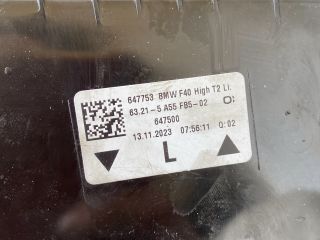 647753 BMW F40 High T2 Li.
63.21-5 A55 FB5-02 O:
647500
13.11.2023 07:56:11 Q:02
L